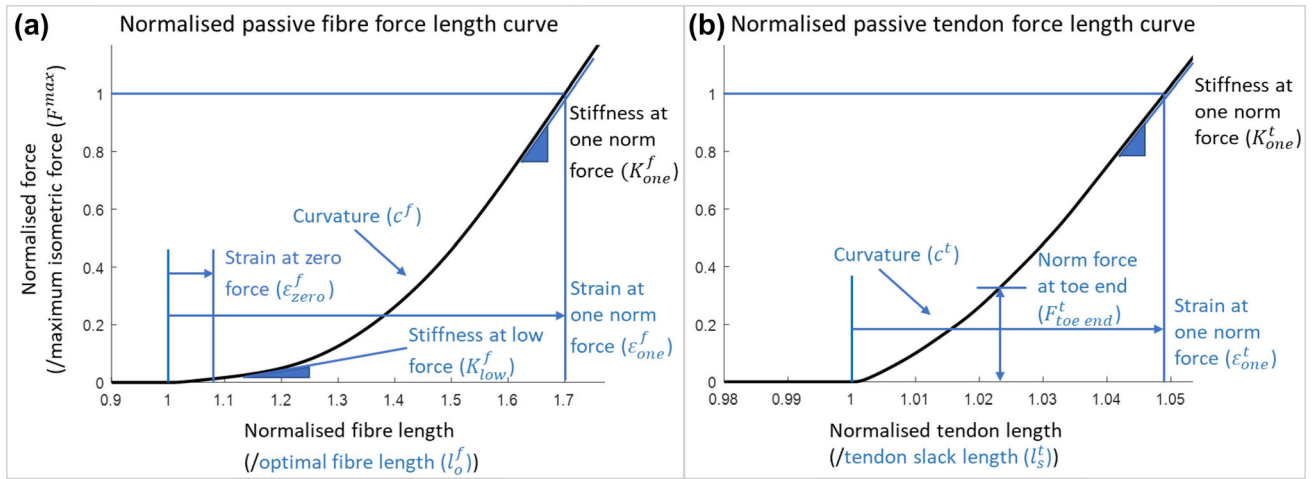 (a) Normalised passive fibre force length curve
Normalised force
(/maximum isometric force (F^max)
1
0.8
0.6
0.4
0.2
0
0.9 1 1.1 1.2 1.3 1.4 1.5 1.6 1.7
Stiffness at
one norm
force (K^f_one)
Curvature (c^f)
Strain at zero
force (ε^f_zero)
Strain at
one norm
force (ε^f_one)
Stiffness at low
force (K^f_low)
Normalised fibre length
(/optimal fibre length (l^f_o))
(b) Normalised passive tendon force length curve
1
0.8
0.6
0.4
0.2
0
0.98 0.99 1 1.01 1.02 1.03 1.04 1.05
Stiffness at
one norm
force (K^t_one)
Curvature (c^t)
Norm force
at toe end
(F^t_toe end)
Strain at
one norm
force (ε^t_one)
Normalised tendon length
(/tendon slack length (l^t_s))